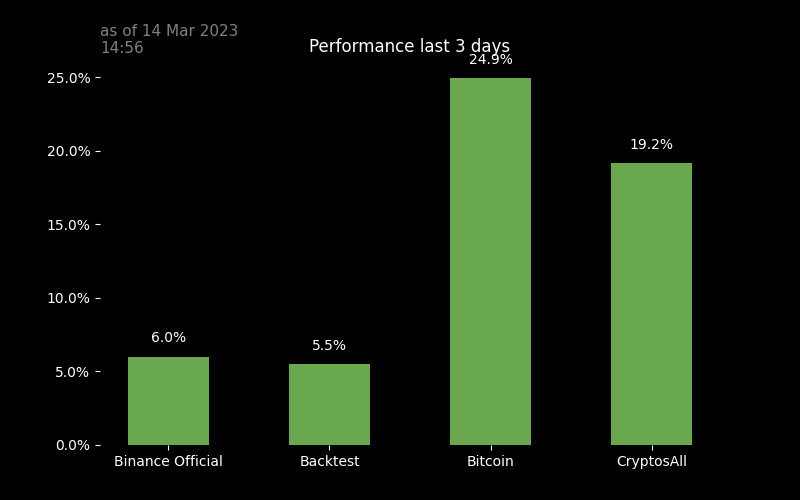 as of 14 Mar 2023
14:56
Performance last 3 days
24.9%
25.0%
20.0%
19.2%
15.0%
10.0%
6.0%
5.5%
5.0%
0.0%
Binance Official
Backtest
Bitcoin
CryptosAll